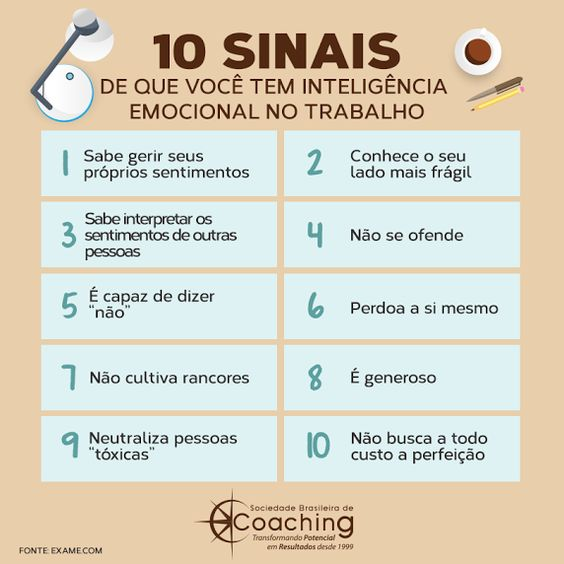 10 SINAIS
DE QUE VOCÊ TEM INTELIGÊNCIA
EMOCIONAL NO TRABALHO
1 Sabe gerir seus
próprios sentimentos
2 Conhece o seu
lado mais frágil
3 Sabe interpretar os
sentimentos de outras
pessoas
4 Não se ofende
5 É capaz de dizer
“não”
6 Perdoa a si mesmo
7 Não cultiva rancores
8 É generoso
9 Neutraliza pessoas
“tóxicas”
10 Não busca a todo
custo a perfeição
Sociedade Brasileira de
Coaching
Transformando Potencial
em Resultados desde 1999
FONTE: EXAME.COM